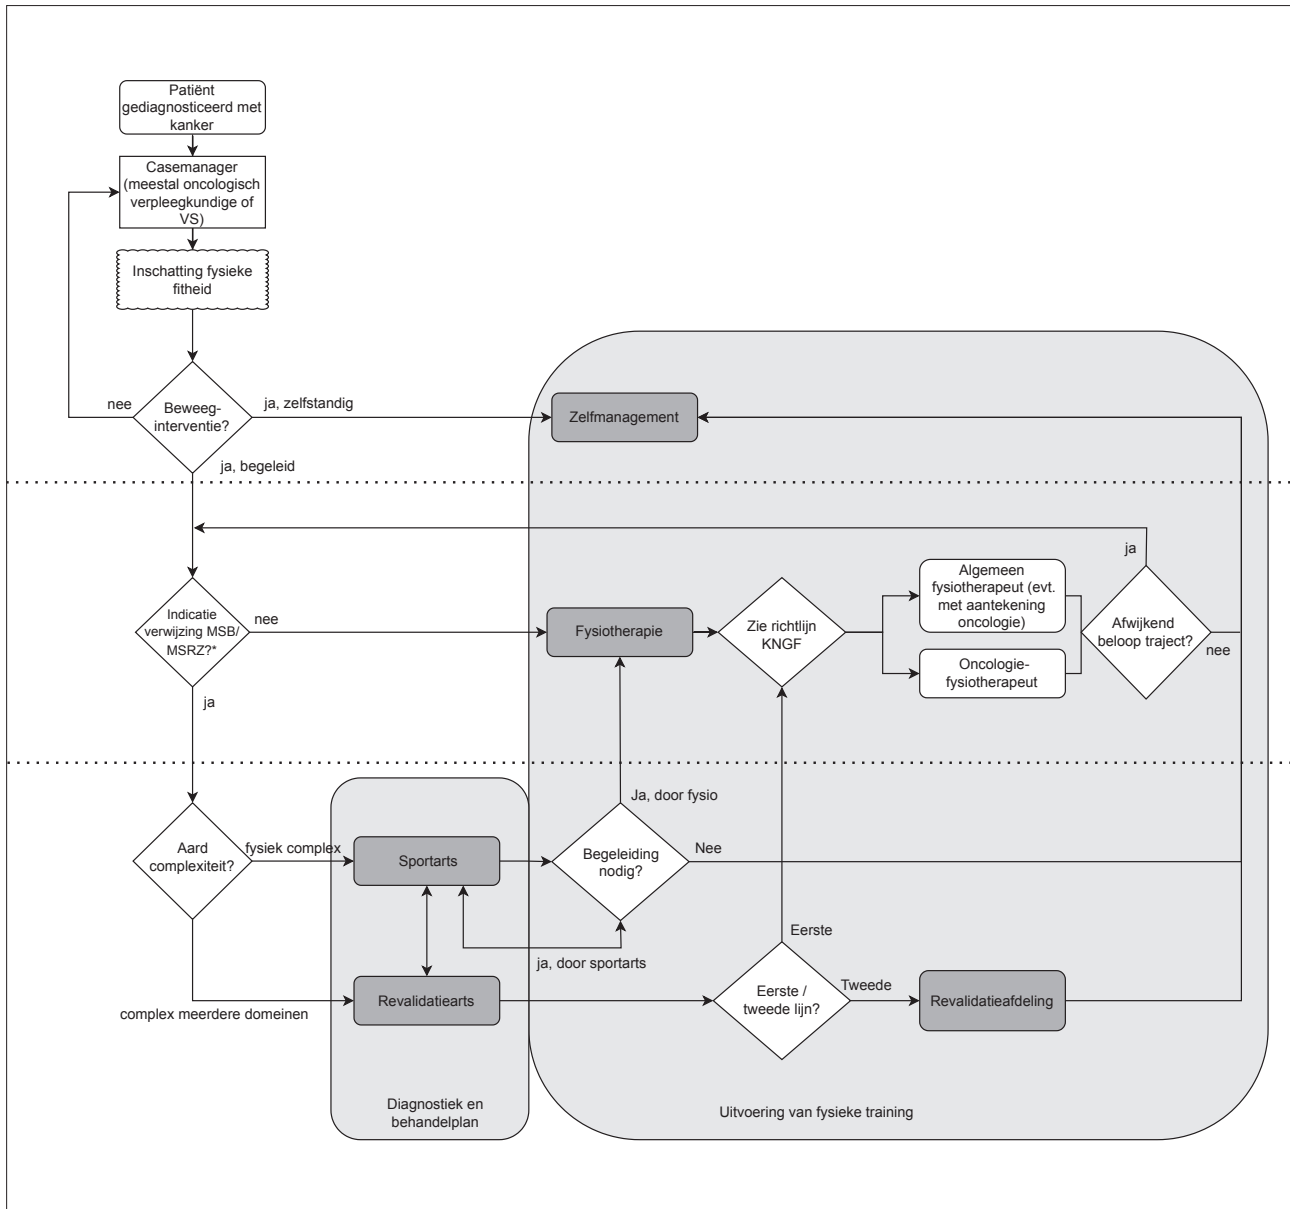 Patiënt
gediagnosticeerd met
kanker
Casemanager
(meestal oncologisch
verpleegkundige of
VS)
Inschatting fysieke
fitheid
nee
Beweeg-
interventie?
ja, zelfstandig
Zelfmanagement
ja, begeleid
ja
Indicatie
verwijzing MSB/
MSRZ?*
nee
Fysiotherapie
Zie richtlijn
KNGF
Algemeen
fysiotherapeut (evt.
met aantekening
oncologie)
Oncologie-
fysiotherapeut
Afwijkend
beloop traject?
nee
ja
Aard
complexiteit?
fysiek complex
Sportarts
Ja, door fysio
Begeleiding
nodig?
Nee
ja, door sportarts
complex meerdere domeinen
Revalidatiearts
Eerste
Eerste /
tweede lijn?
Tweede
Revalidatieafdeling
Diagnostiek en
behandelplan
Uitvoering van fysieke training